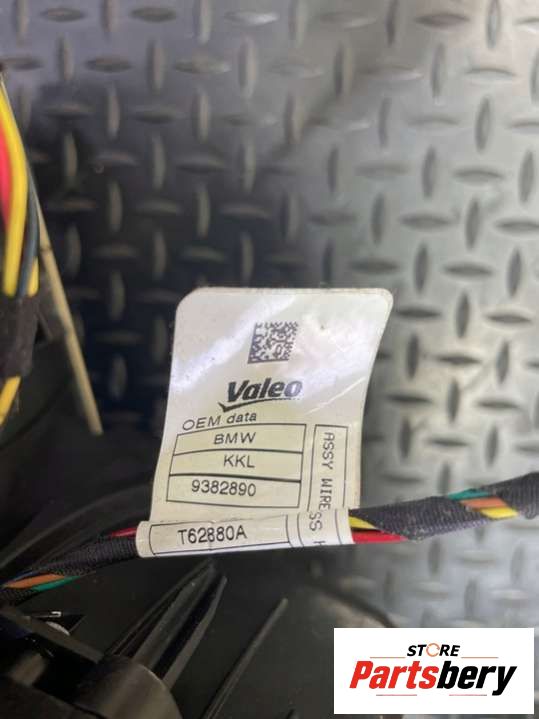 Valeo
OEM data
BMW
KKL
9382890
T62880A
ASSY WIRE
SS
STORE
Partsbery